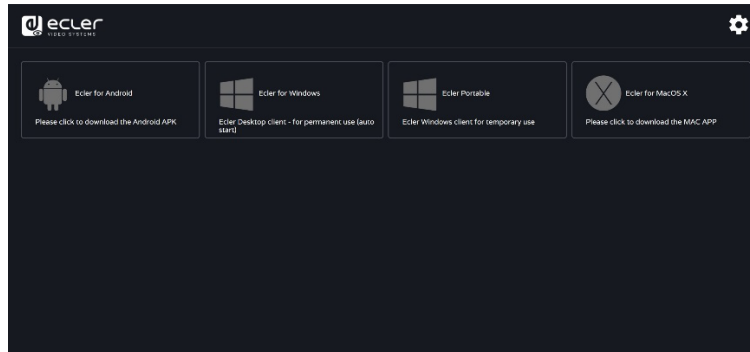 ecler
VIDEO SYSTEMS
Ecler for Android
Please click to download the Android APK
Ecler for Windows
Ecler Desktop client - for permanent use (auto
start)
Ecler Portable
Ecler Windows client for temporary use
Ecler for MacOS X
Please click to download the MAC APP